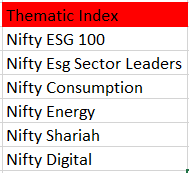 Thematic Index
Nifty ESG 100
Nifty Esg Sector Leaders
Nifty Consumption
Nifty Energy
Nifty Shariah
Nifty Digital